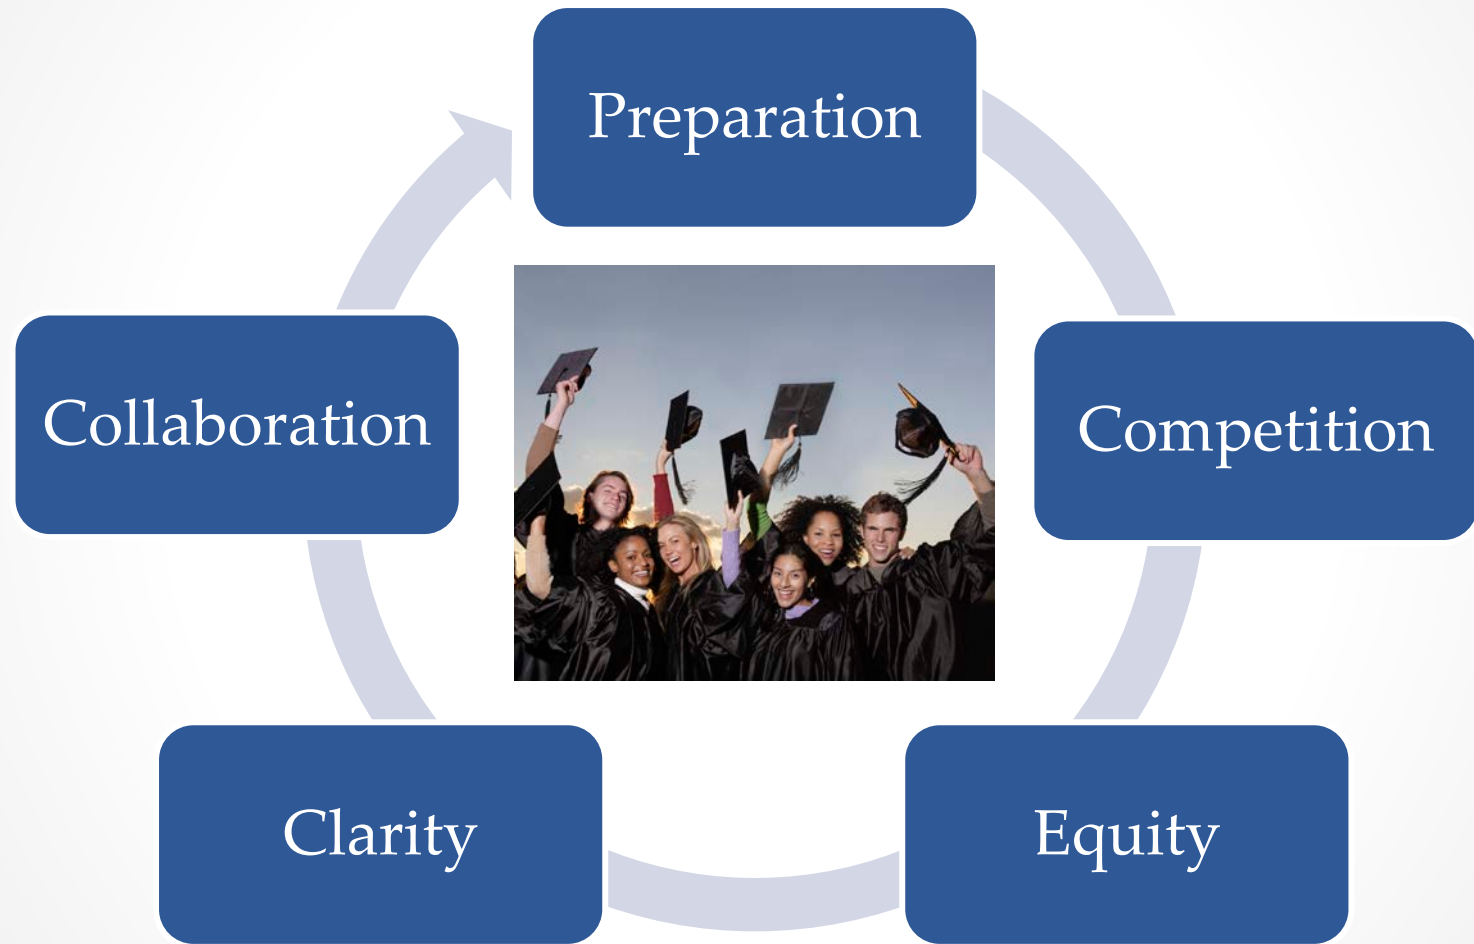 Preparation
Competition
Equity
Clarity
Collaboration